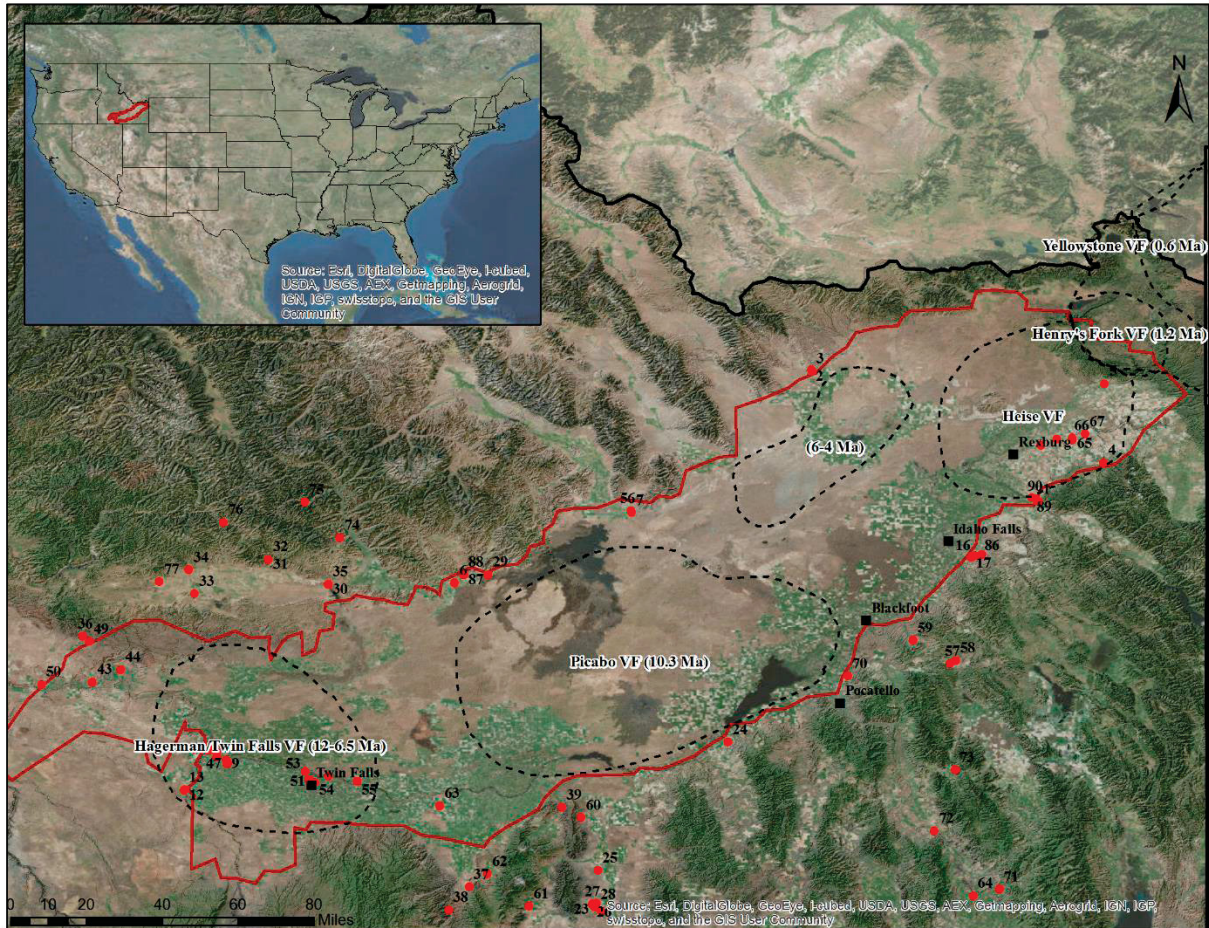 Source: Esri, DigitalGlobe, GeoEye, i-cubed,
USDA, USGS, AEX, Getmapping, Aerogrid,
IGN, IGP, swisstopo, and the GIS User
Community
N
Yellowstone VF (0.6 Ma)
Henry's Fork VF (1.2 Ma)
3
Heise VF
67
66
65
Rexburg
(6-4 Ma)
4
90
89
567
76
74
Idaho Falls
16
86
17
32
31
34
77
33
35
30
88
29
6
87
Blackfoot
59
36
49
57
58
44
43
50
Picabo VF (10.3 Ma)
70
Pocatello
24
Hagerman/Twin Falls VF (12-6.5 Ma)
47
9
53
Twin Falls
51
54
55
13
12
73
63
39
60
72
62
37
25
38
61
27
28
23
71
64
0 10 20 40 60 80
Miles
Source: Esri, DigitalGlobe, GeoEye, i-cubed, USDA, USGS, AEX, Getmapping, Aerogrid, IGN, IGP,
swisstopo, and the GIS User Community